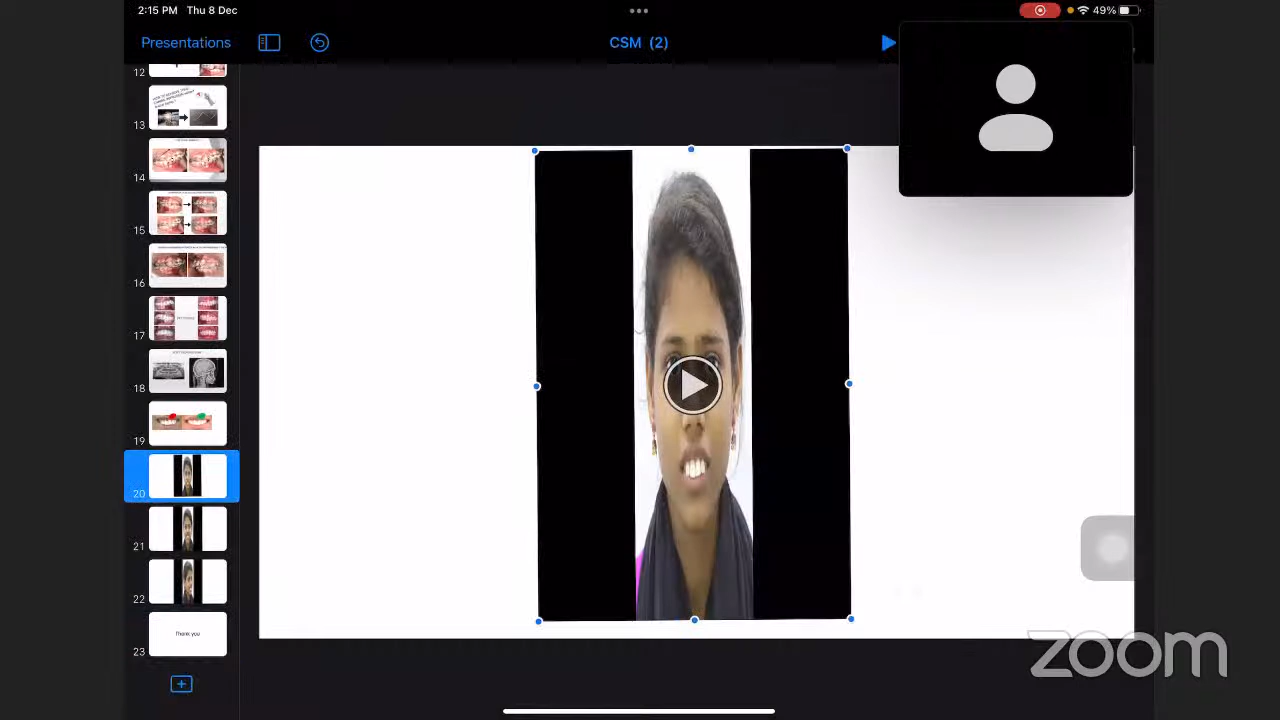 2:15 PM Thu 8 Dec
49%
Presentations
CSM (2)
12
13
14
15
16
17
18
19
20
21
22
23
Thank you
zoom